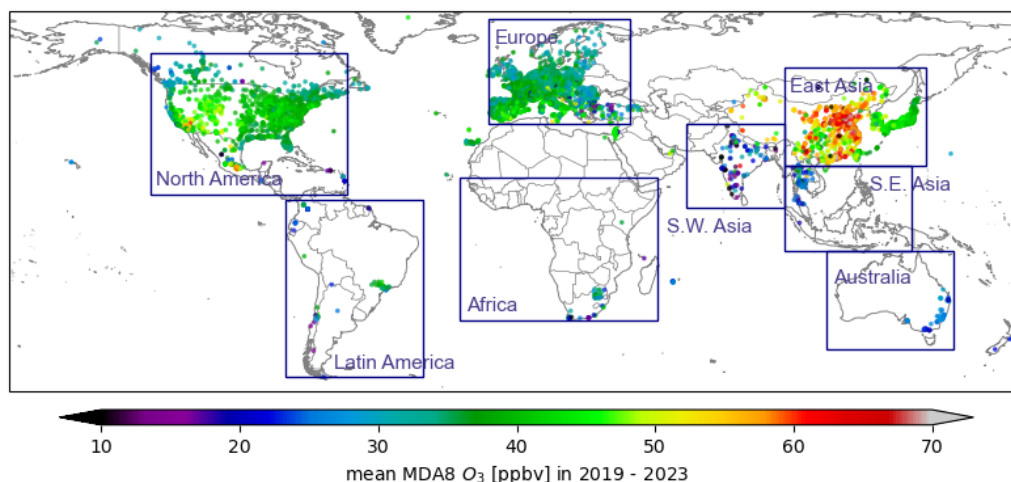 Europe
East Asia
North America
S.E. Asia
S.W. Asia
Australia
Africa
Latin America
10 20 30 40 50 60 70
mean MDA8 O₃ [ppbv] in 2019 - 2023